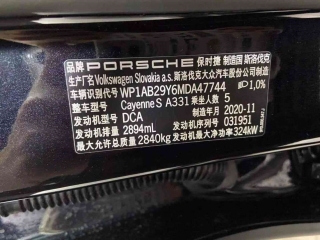 品牌 PORSCHE 保时捷 制造国 斯洛伐克
生产厂名 Volkswagen Slovakia a.s. 斯洛伐克大众汽车股份公司 制造
车辆识别代号 WP1AB29Y6MDA47744 1,0%
整车型号 Cayenne S A331 乘坐人数 5
发动机型号 DCA 制造年月 2020-11
发动机排量 2894mL 发动机序列号 031951
最大允许总质量 2840kg 发动机最大净功率 324kW